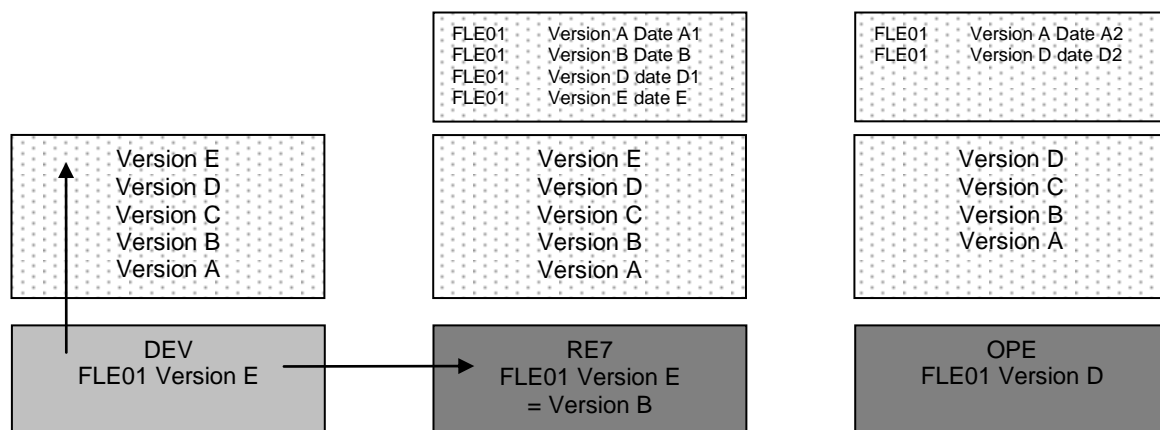 FLE01 Version A Date A1
FLE01 Version B Date B
FLE01 Version D date D1
FLE01 Version E date E
FLE01 Version A Date A2
FLE01 Version D date D2
Version E
Version D
Version C
Version B
Version A
Version E
Version D
Version C
Version B
Version A
Version D
Version C
Version B
Version A
DEV
FLE01 Version E
RE7
FLE01 Version E
= Version B
OPE
FLE01 Version D